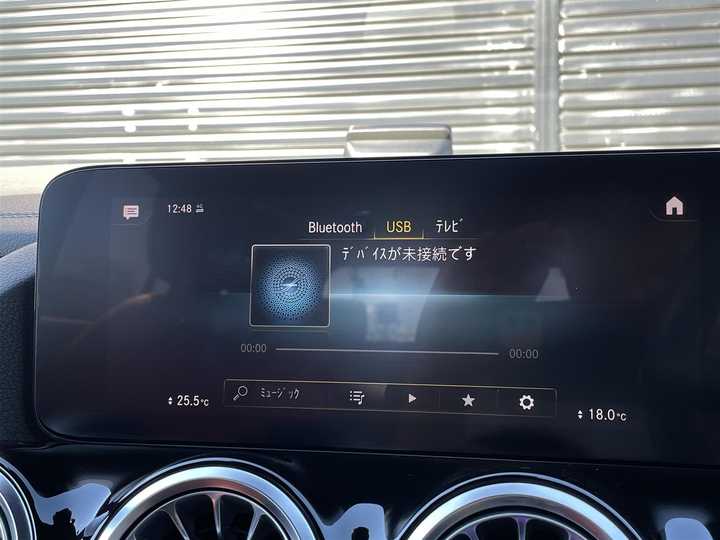 12:48 4G
Bluetooth USB ﾃﾚﾋﾞ
ﾃﾞﾊﾞｲｽが未接続です
00:00 00:00
ﾐｭｰｼﾞｯｸ
25.5°C 18.0°C